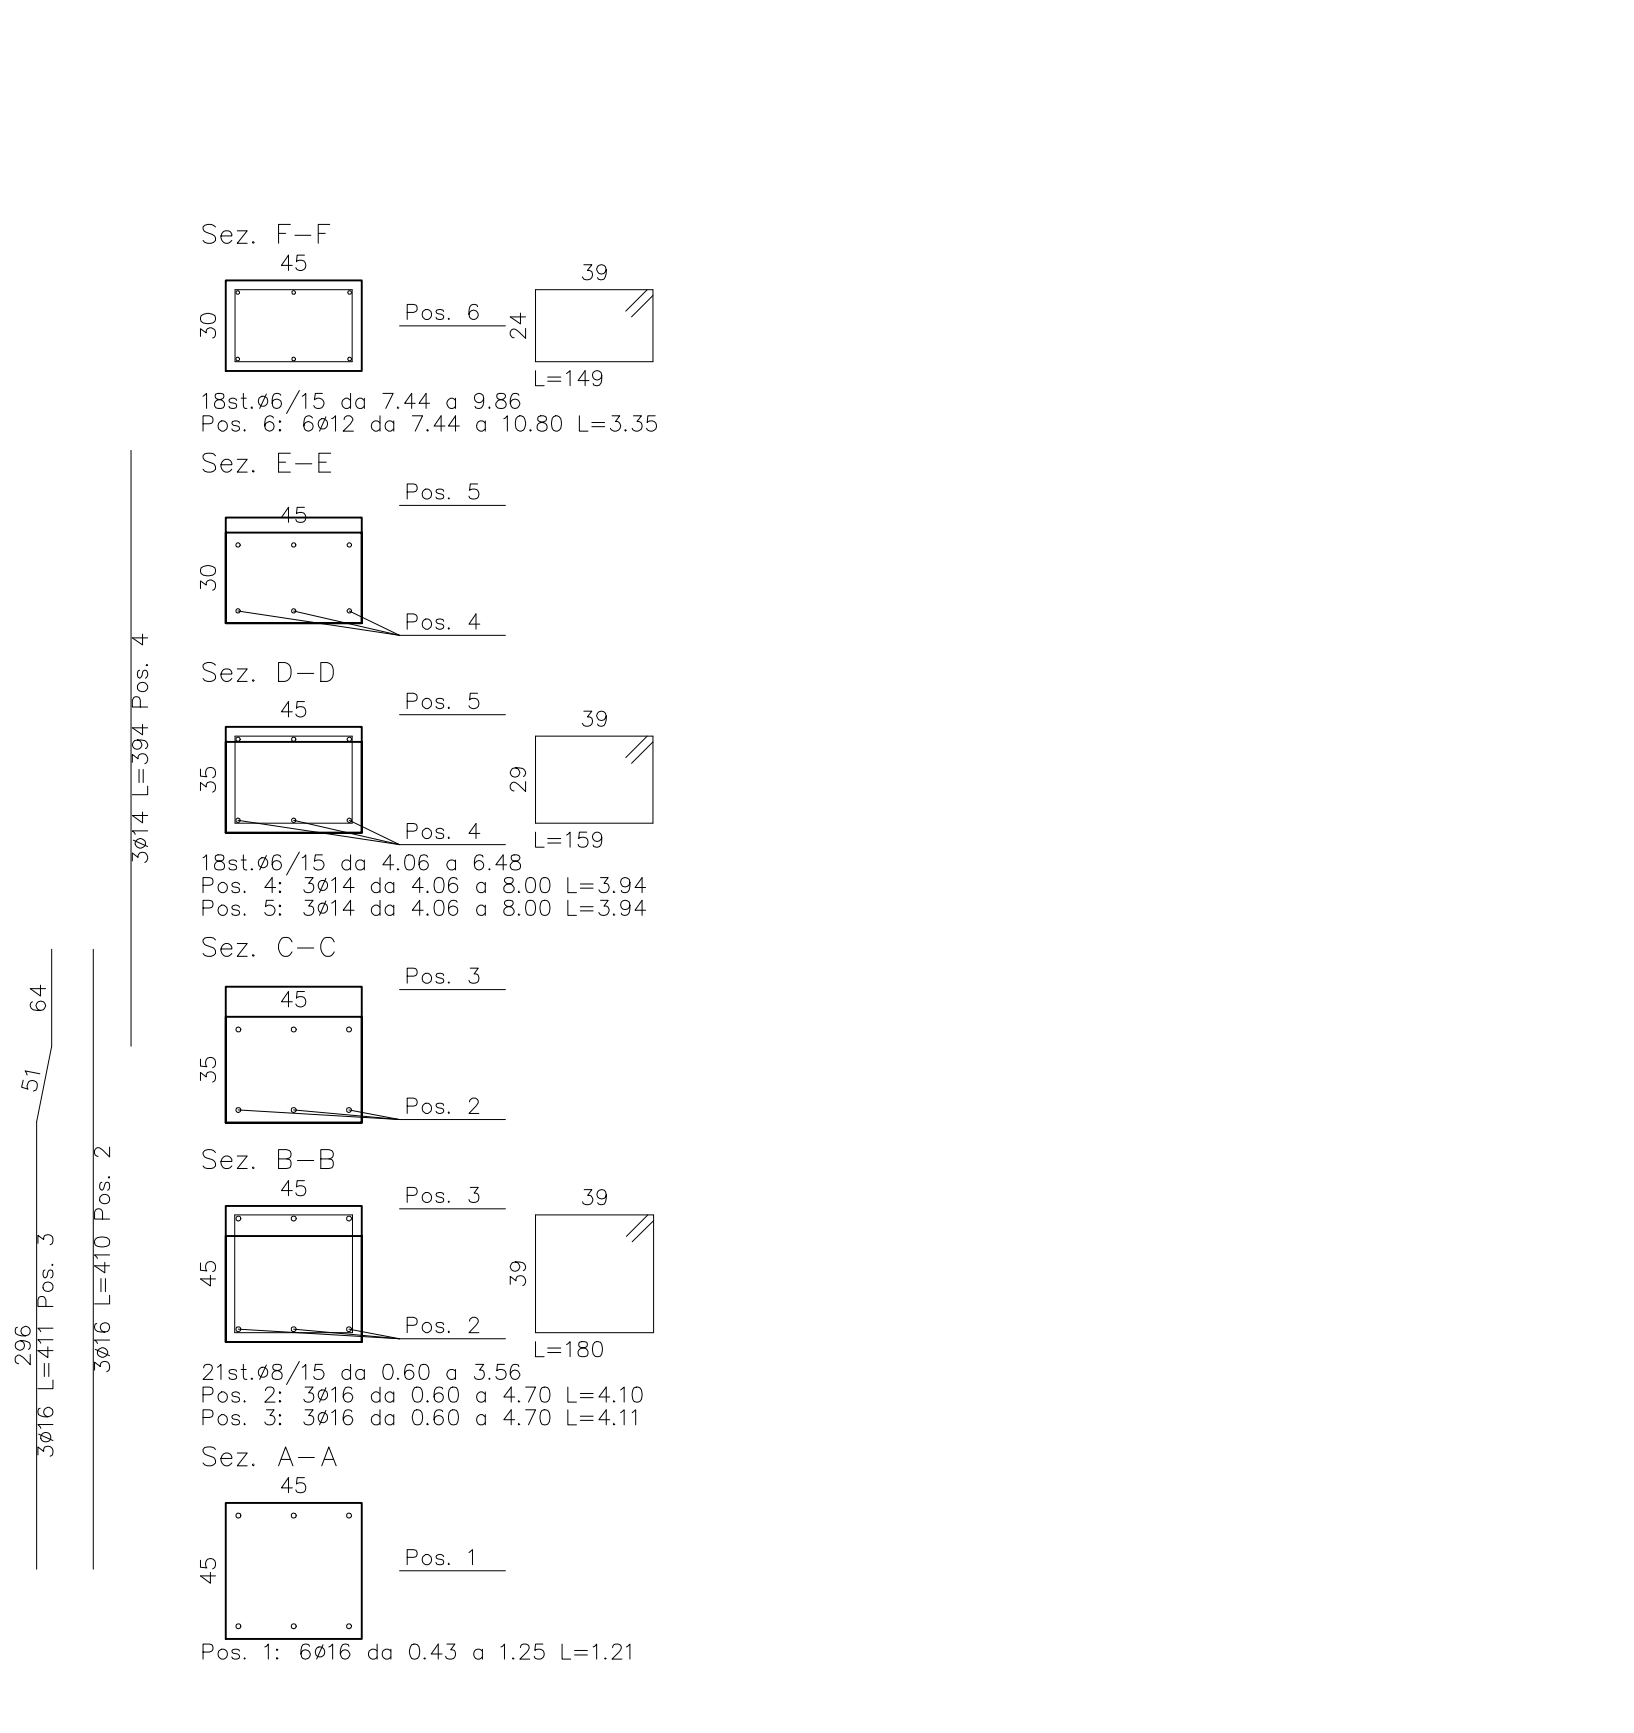 Sez. F-F
45
39
30
Pos. 6
24
L=149
18st.ø6/15 da 7.44 a 9.86
Pos. 6: 6ø12 da 7.44 a 10.80 L=3.35
Sez. E-E
Pos. 5
45
30
Pos. 4
3ø14 L=394 Pos. 4
Sez. D-D
45
Pos. 5
39
35
29
Pos. 4
L=159
18st.ø6/15 da 4.06 a 6.48
Pos. 4: 3ø14 da 4.06 a 8.00 L=3.94
Pos. 5: 3ø14 da 4.06 a 8.00 L=3.94
Sez. C-C
Pos. 3
45
35
Pos. 2
64
51
296
3ø16 L=411 Pos. 3
3ø16 L=410 Pos. 2
Sez. B-B
45
Pos. 3
39
45
39
Pos. 2
L=180
21st.ø8/15 da 0.60 a 3.56
Pos. 2: 3ø16 da 0.60 a 4.70 L=4.10
Pos. 3: 3ø16 da 0.60 a 4.70 L=4.11
Sez. A-A
45
45
Pos. 1
Pos. 1: 6ø16 da 0.43 a 1.25 L=1.21